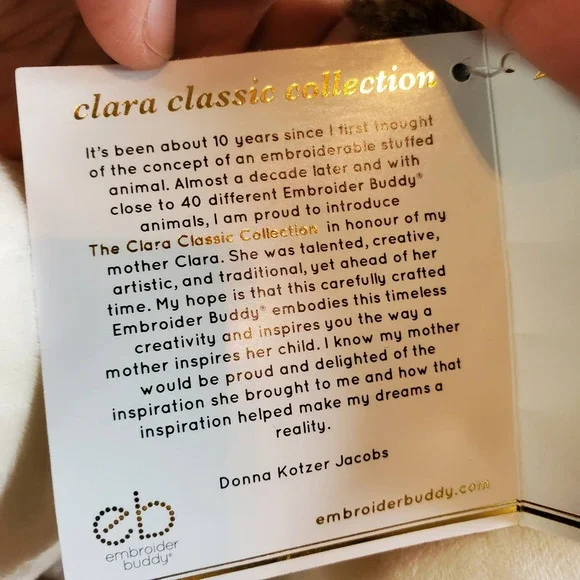 clara classic collection
It's been about 10 years since I first thought
of the concept of an embroiderable stuffed
animal. Almost a decade later and with
close to 40 different Embroider Buddy®
animals, I am proud to introduce
The Clara Classic Collection in honour of my
mother Clara. She was talented, creative,
artistic, and traditional, yet ahead of her
time. My hope is that this carefully crafted
Embroider Buddy® embodies this timeless
creativity and inspires you the way a
mother inspires her child. I know my mother
would be proud and delighted of the
inspiration she brought to me and how that
inspiration helped make my dreams a
reality.
Donna Kotzer Jacobs
eb
embroider
buddy®
embroiderbuddy.com